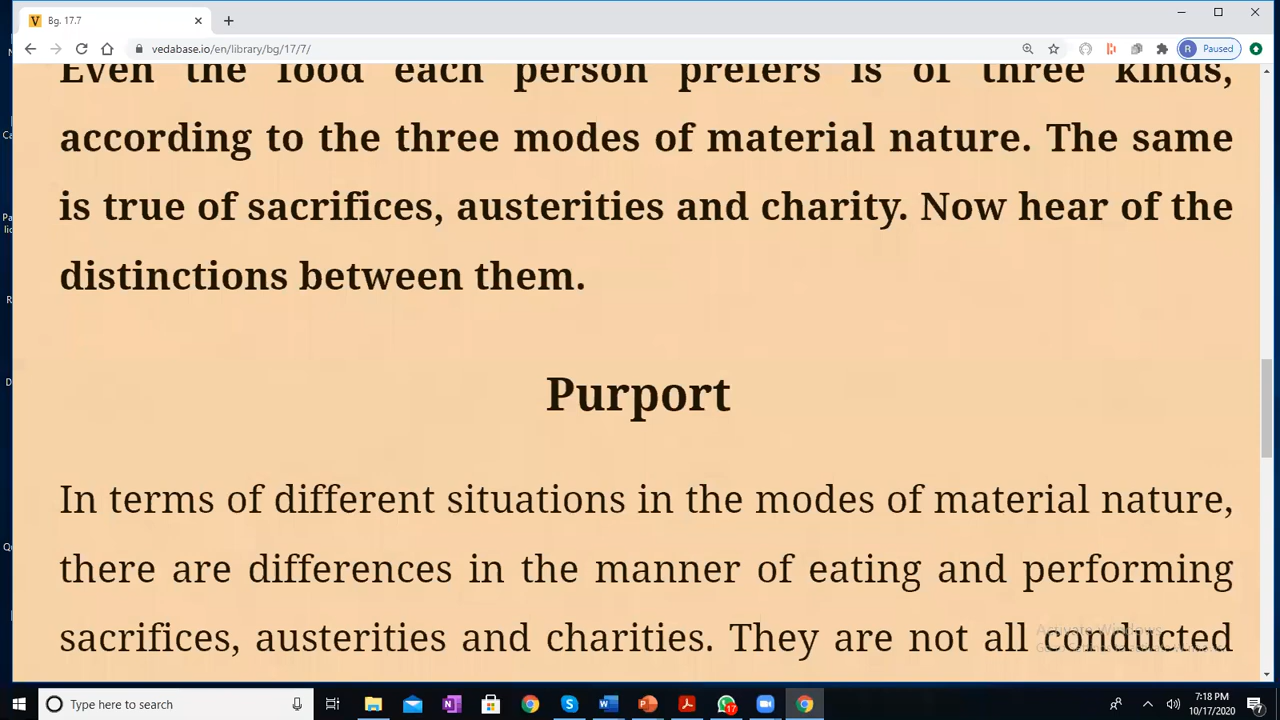 Bg. 17.7
vedabase.io/en/library/bg/17/7/
R Paused
Even the food each person prefers is of three kinds,
according to the three modes of material nature. The same
is true of sacrifices, austerities and charity. Now hear of the
distinctions between them.
Purport
In terms of different situations in the modes of material nature,
there are differences in the manner of eating and performing
sacrifices, austerities and charities. They are not all conducted
Activate Windows
Type here to search
17
7:18 PM
10/17/2020